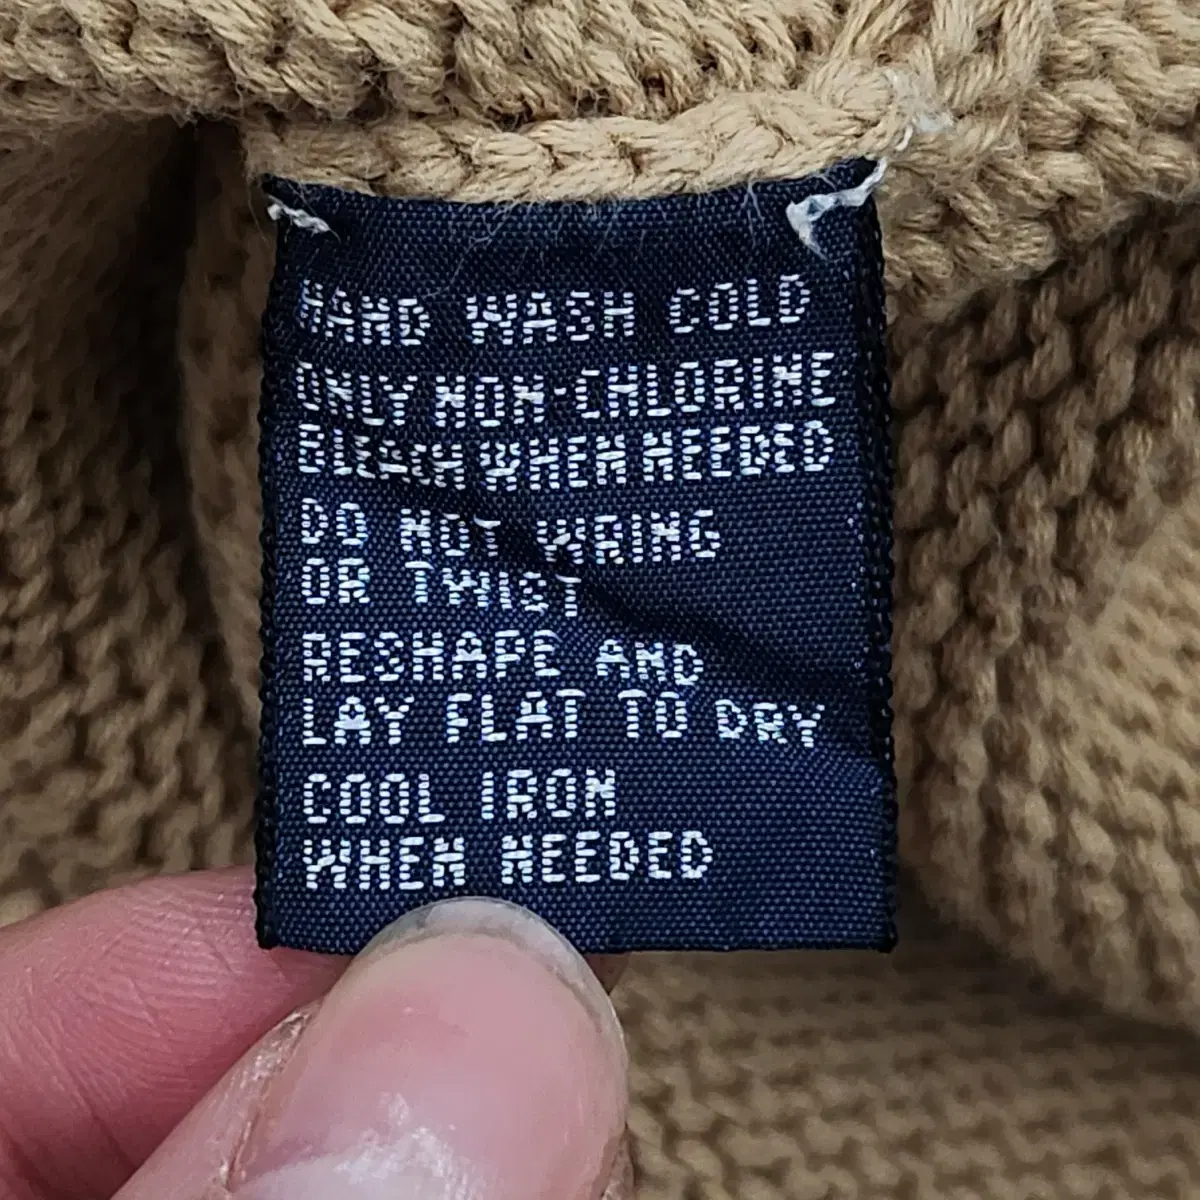 HAND WASH COLD
ONLY NON-CHLORINE
BLEACH WHEN NEEDED
DO NOT WRING
OR TWIST
RESHAPE AND
LAY FLAT TO DRY
COOL IRON
WHEN NEEDED